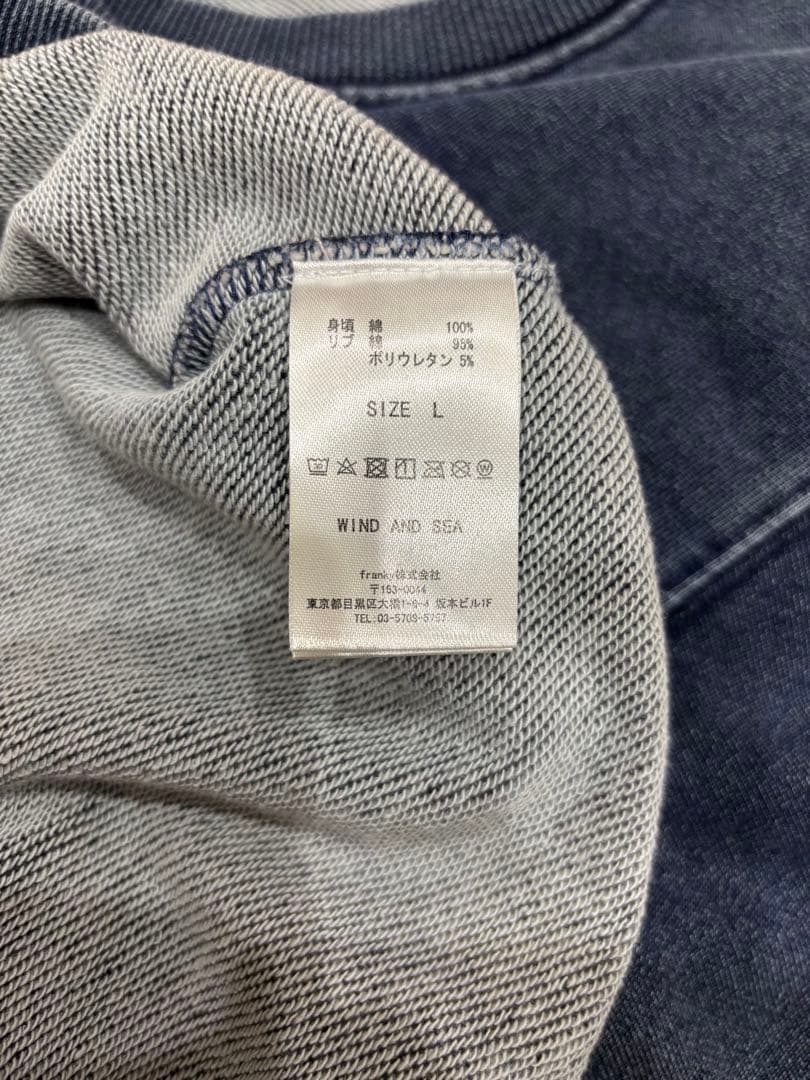 身頃 綿 100%
リブ 綿 95%
ポリウレタン 5%
SIZE L
WIND AND SEA
franky株式会社
〒153-0044
東京都目黒区大橋1-6-4 坂本ビル1F
TEL:03-5708-5757